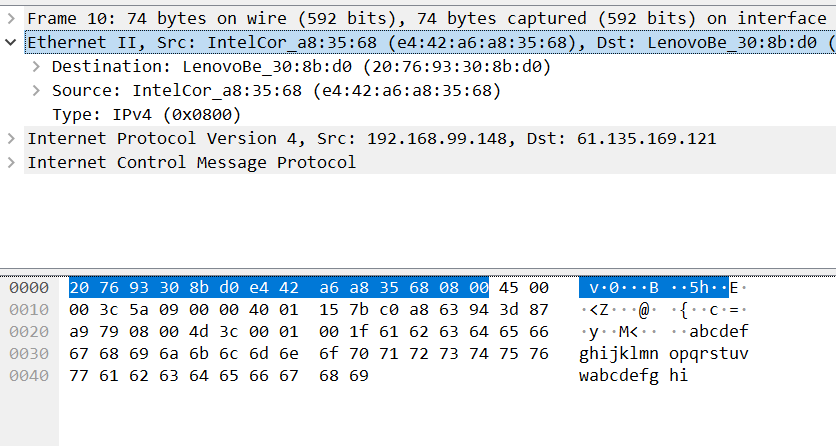 Frame 10: 74 bytes on wire (592 bits), 74 bytes captured (592 bits) on interface
Ethernet II, Src: IntelCor_a8:35:68 (e4:42:a6:a8:35:68), Dst: LenovoBe_30:8b:d0 (
Destination: LenovoBe_30:8b:d0 (20:76:93:30:8b:d0)
Source: IntelCor_a8:35:68 (e4:42:a6:a8:35:68)
Type: IPv4 (0x0800)
Internet Protocol Version 4, Src: 192.168.99.148, Dst: 61.135.169.121
Internet Control Message Protocol
0000 20 76 93 30 8b d0 e4 42 a6 a8 35 68 08 00 45 00 v·0···B ··5h··E·
0010 00 3c 5a 09 00 00 40 01 15 7b c0 a8 63 94 3d 87 ·<Z···@· ·{··c·=·
0020 a9 79 08 00 4d 3c 00 01 00 1f 61 62 63 64 65 66 ·y··M<·· ··abcdef
0030 67 68 69 6a 6b 6c 6d 6e 6f 70 71 72 73 74 75 76 ghijklmn opqrstuv
0040 77 61 62 63 64 65 66 67 68 69 wabcdefg hi